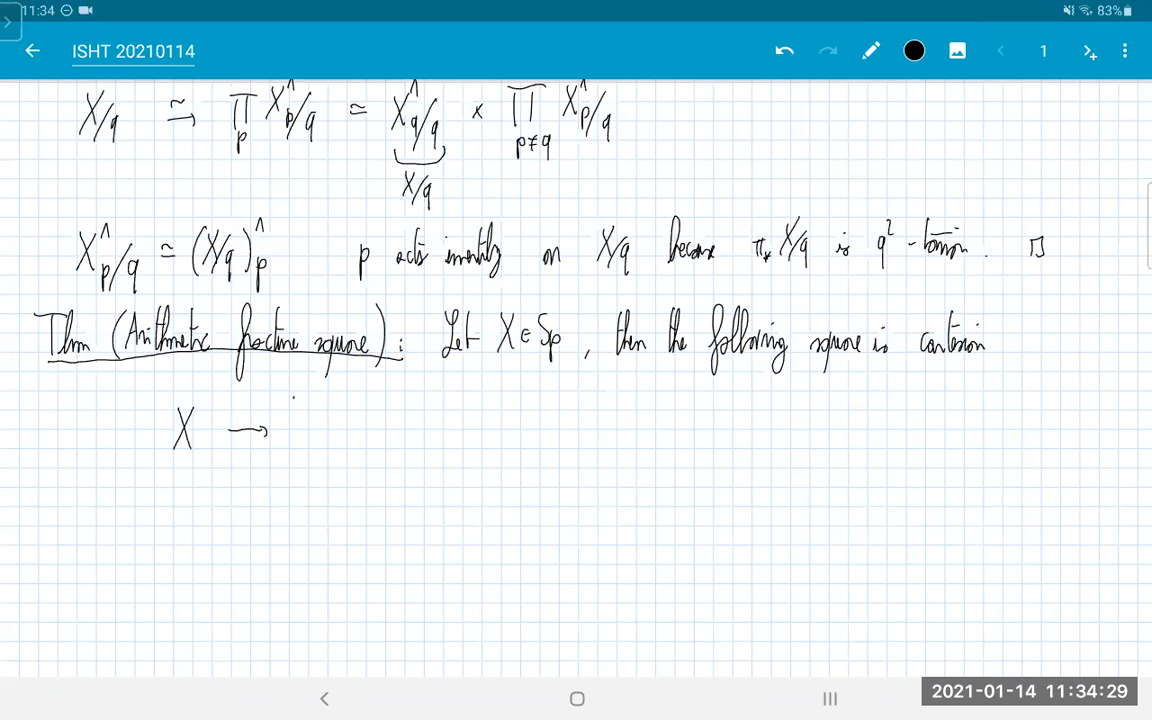 11:34 83%
ISHT 20210114 1
X/q ≃→ ∏_p X^∧_p/q ≃ X^∧_q/q × ∏_{p≠q} X^∧_p/q
X/q
X^∧_p/q ≃ (X/q)^∧_p p acts invertibly on X/q because π_* X/q is q²-torsion. □
Thm (Arithmetic fracture square): Let X ∈ Sp, then the following square is cartesian
X →
2021-01-14 11:34:29